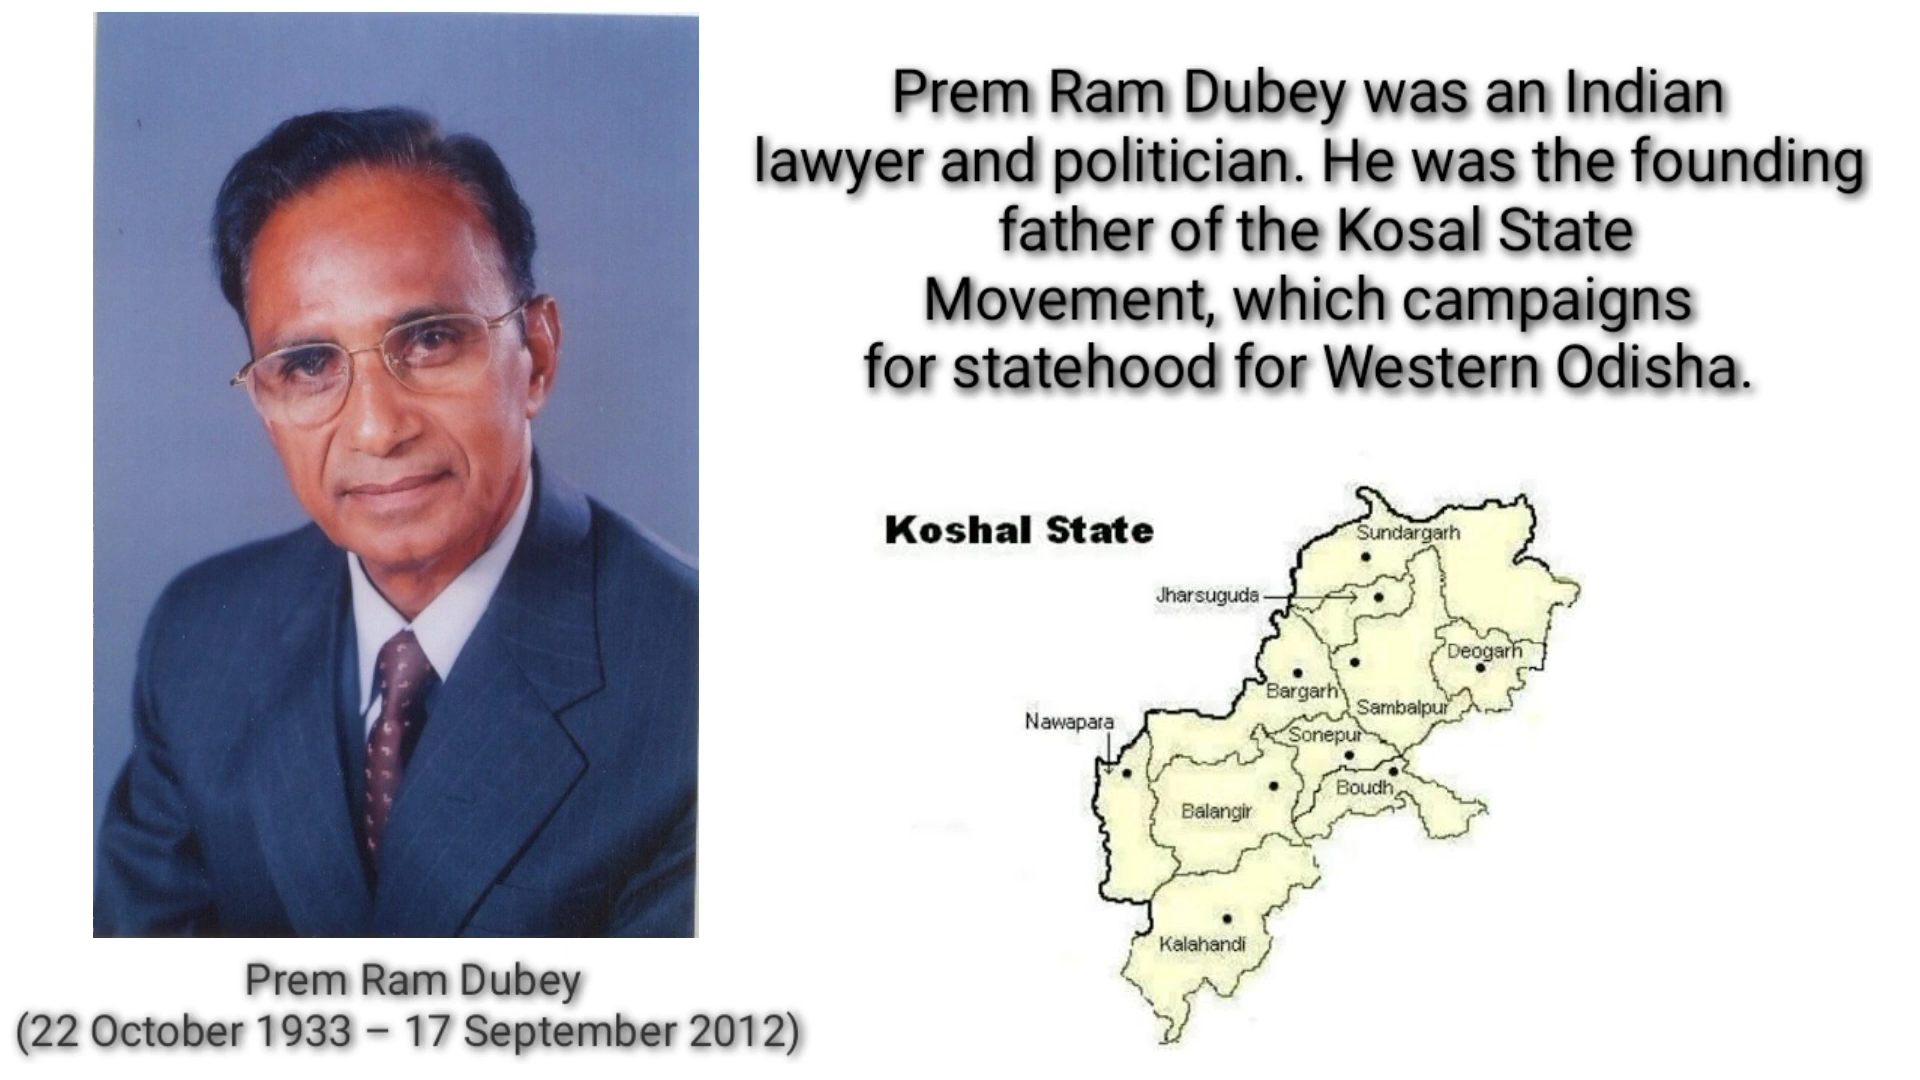 Prem Ram Dubey was an Indian
lawyer and politician. He was the founding
father of the Kosal State
Movement, which campaigns
for statehood for Western Odisha.
Koshal State
Sundargarh
Jharsuguda
Deogarh
Bargarh
Sambalpur
Nawapara
Sonepur
Boudh
Balangir
Kalahandi
Prem Ram Dubey
(22 October 1933 – 17 September 2012)